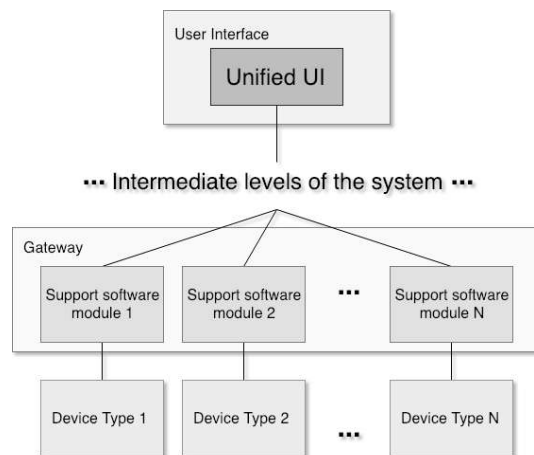 User Interface
Unified UI
... Intermediate levels of the system ...
Gateway
Support software
module 1
Support software
module 2
...
Support software
module N
Device Type 1
Device Type 2
...
Device Type N